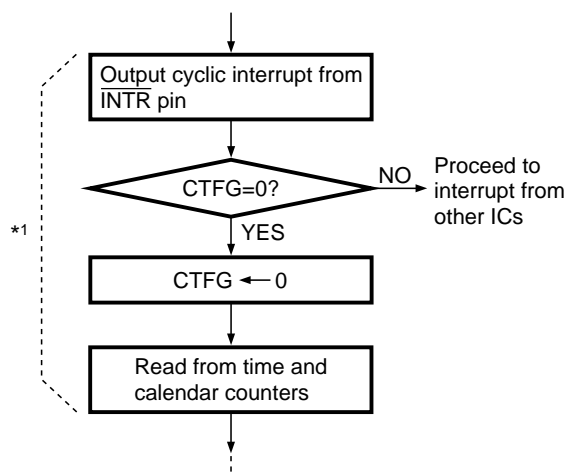 Output cyclic interrupt from
INTR pin
CTFG=0?
NO
Proceed to
interrupt from
other ICs
*1
YES
CTFG ← 0
Read from time and
calendar counters